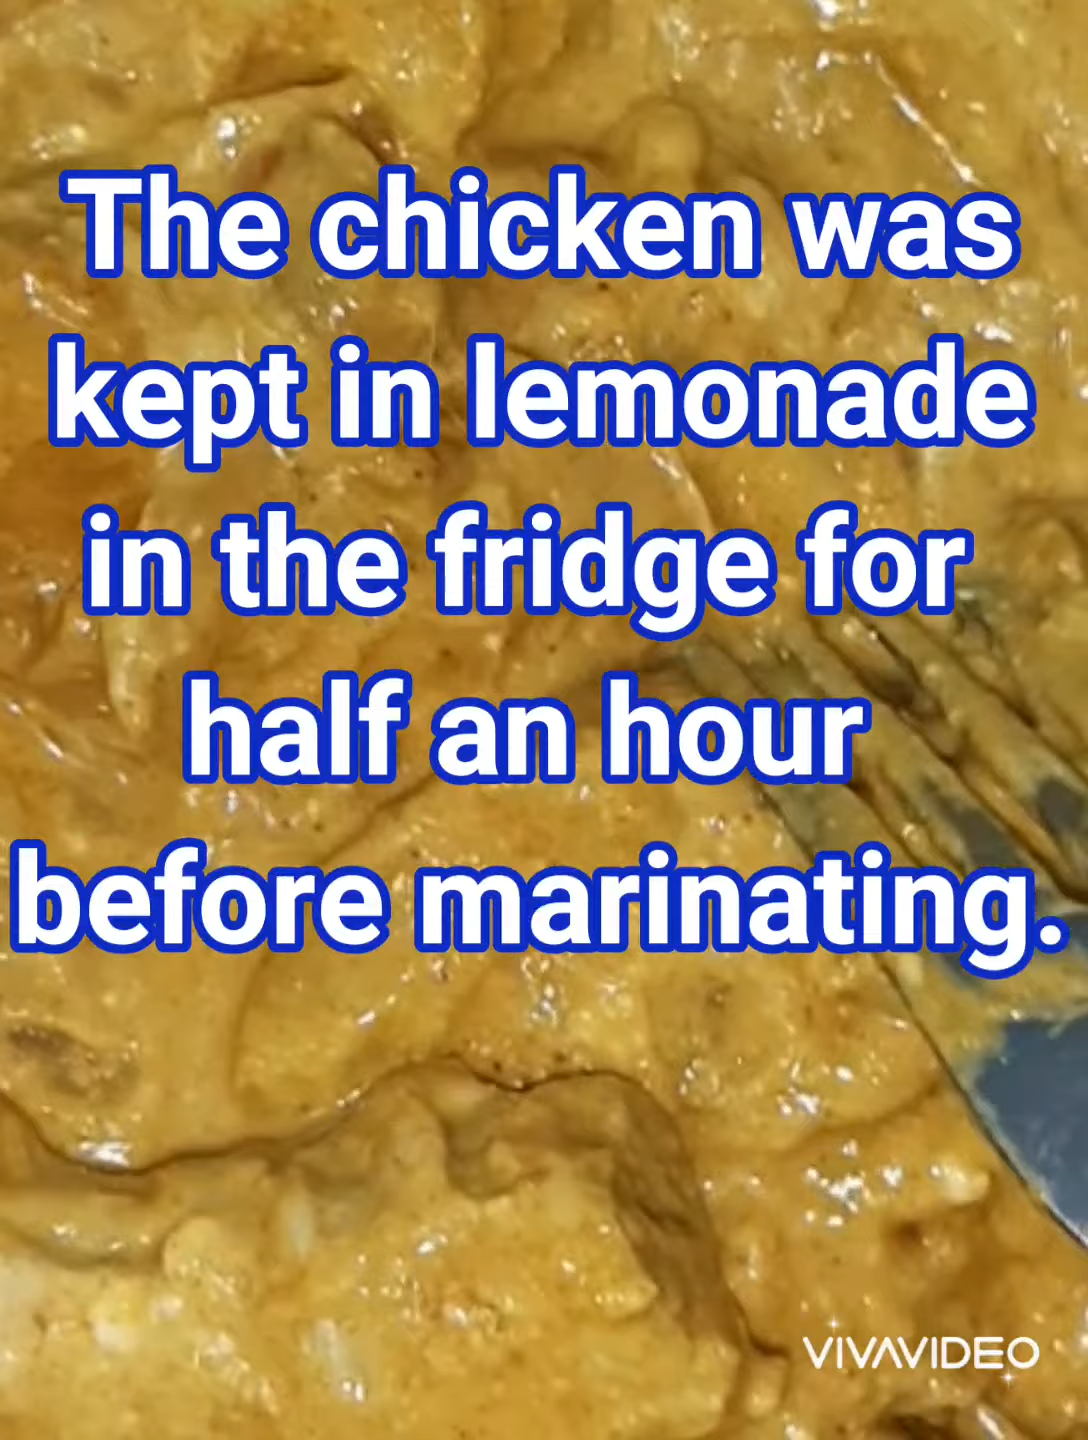 The chicken was
kept in lemonade
in the fridge for
half an hour
before marinating.
VIVAVIDEO